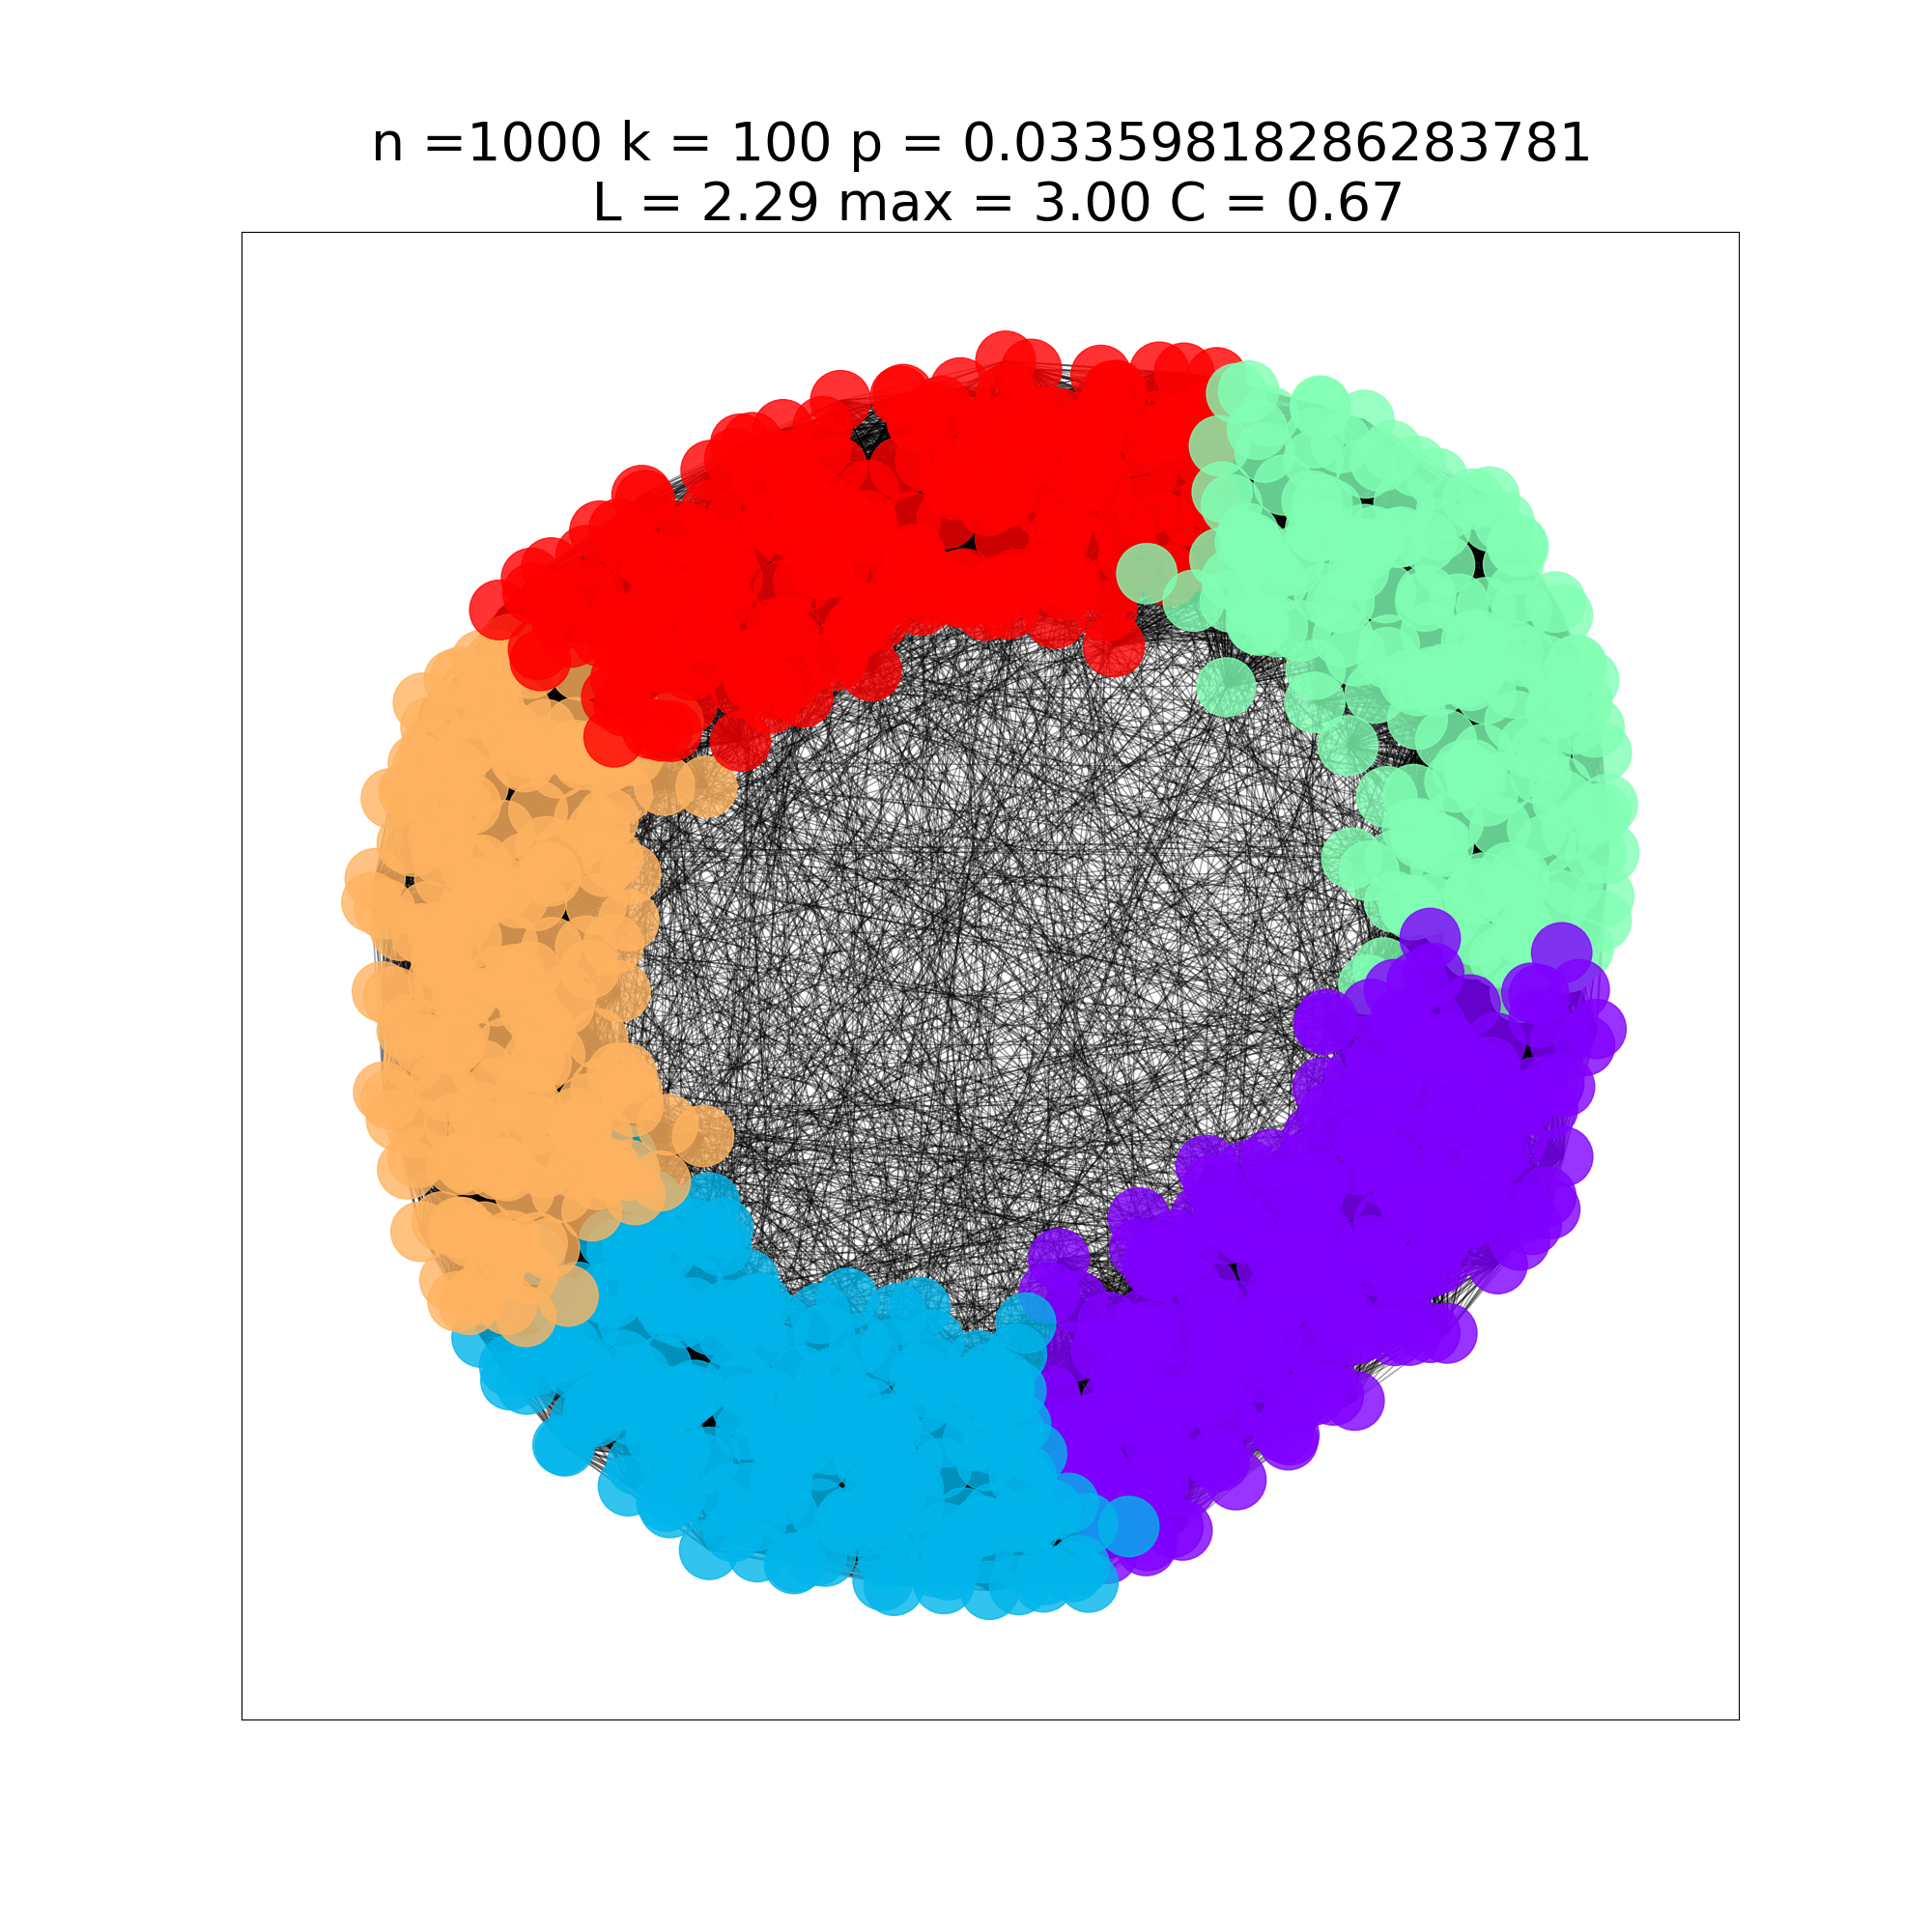 n =1000 k = 100 p = 0.03359818286283781
L = 2.29 max = 3.00 C = 0.67